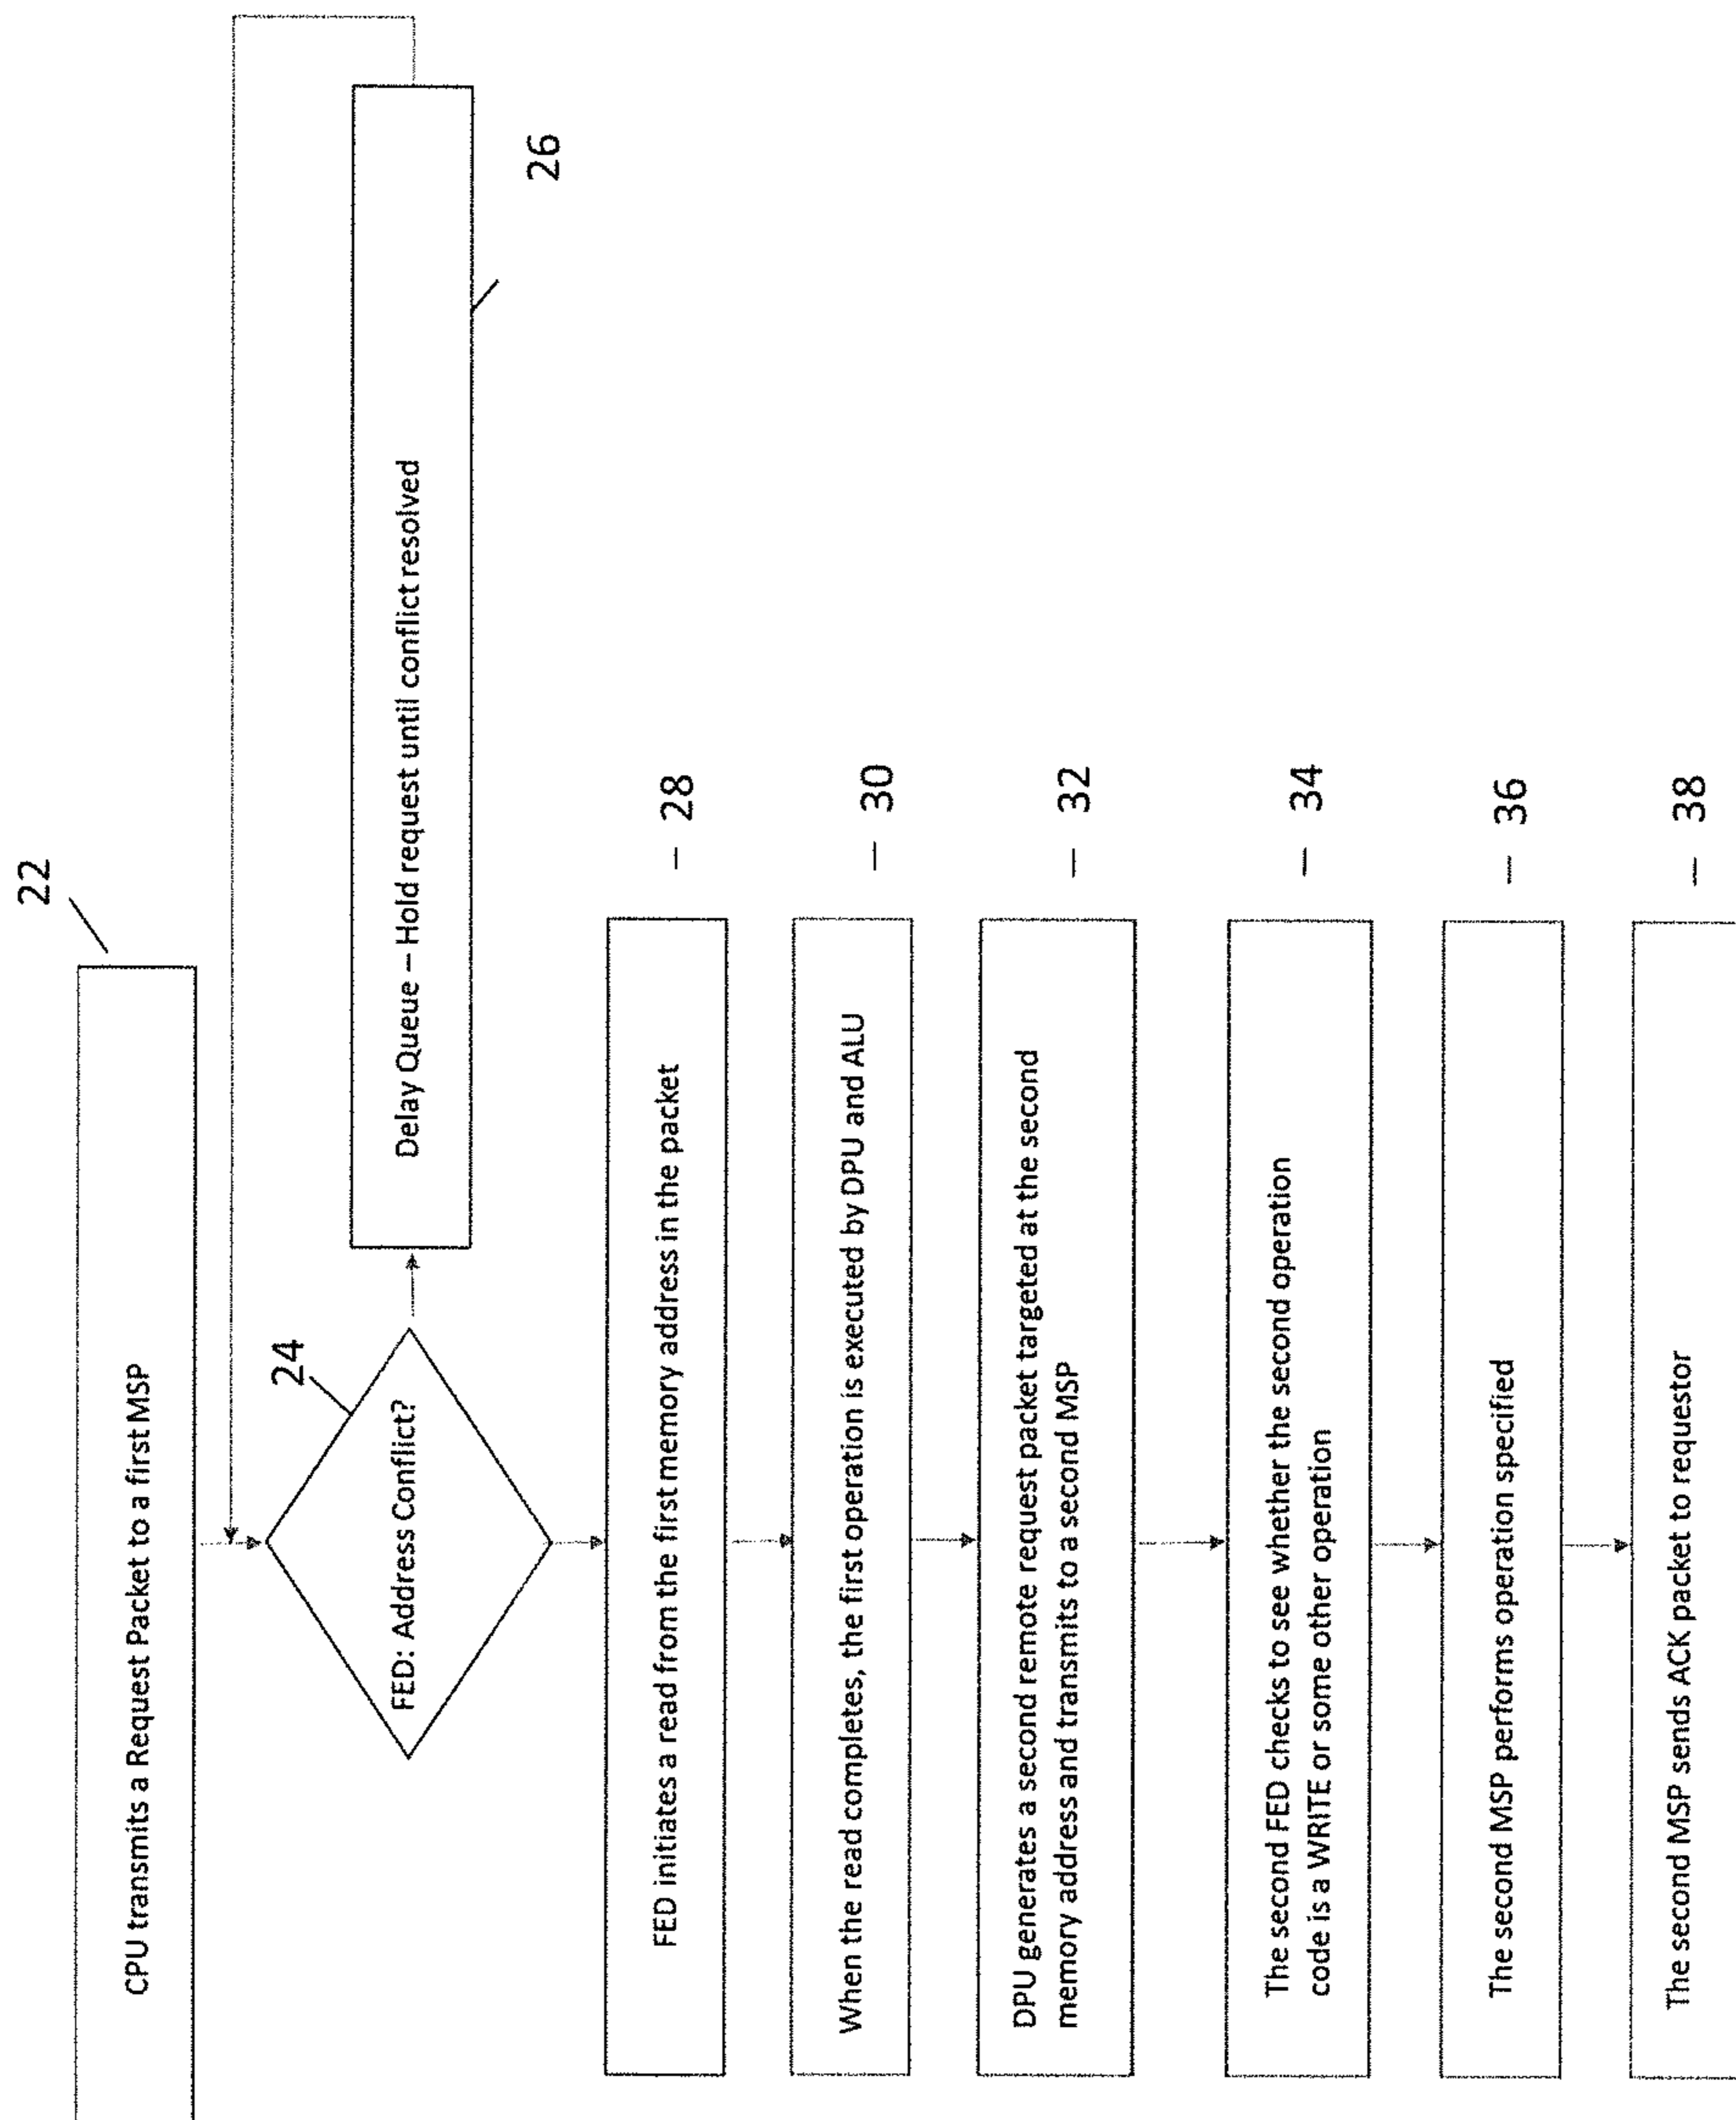 22
CPU transmits a Request Packet to a first MSP
24
FED: Address Conflict?
Delay Queue – Hold request until conflict resolved
26
FED initiates a read from the first memory address in the packet
– 28
When the read completes, the first operation is executed by DPU and ALU
– 30
DPU generates a second remote request packet targeted at the second
memory address and transmits to a second MSP
– 32
The second FED checks to see whether the second operation
code is a WRITE or some other operation
– 34
The second MSP performs operation specified
– 36
The second MSP sends ACK packet to requestor
– 38